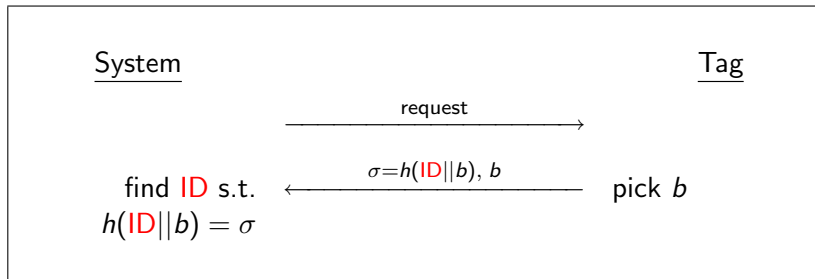 System Tag
request
σ=h(ID||b), b
find ID s.t. pick b
h(ID||b) = σ